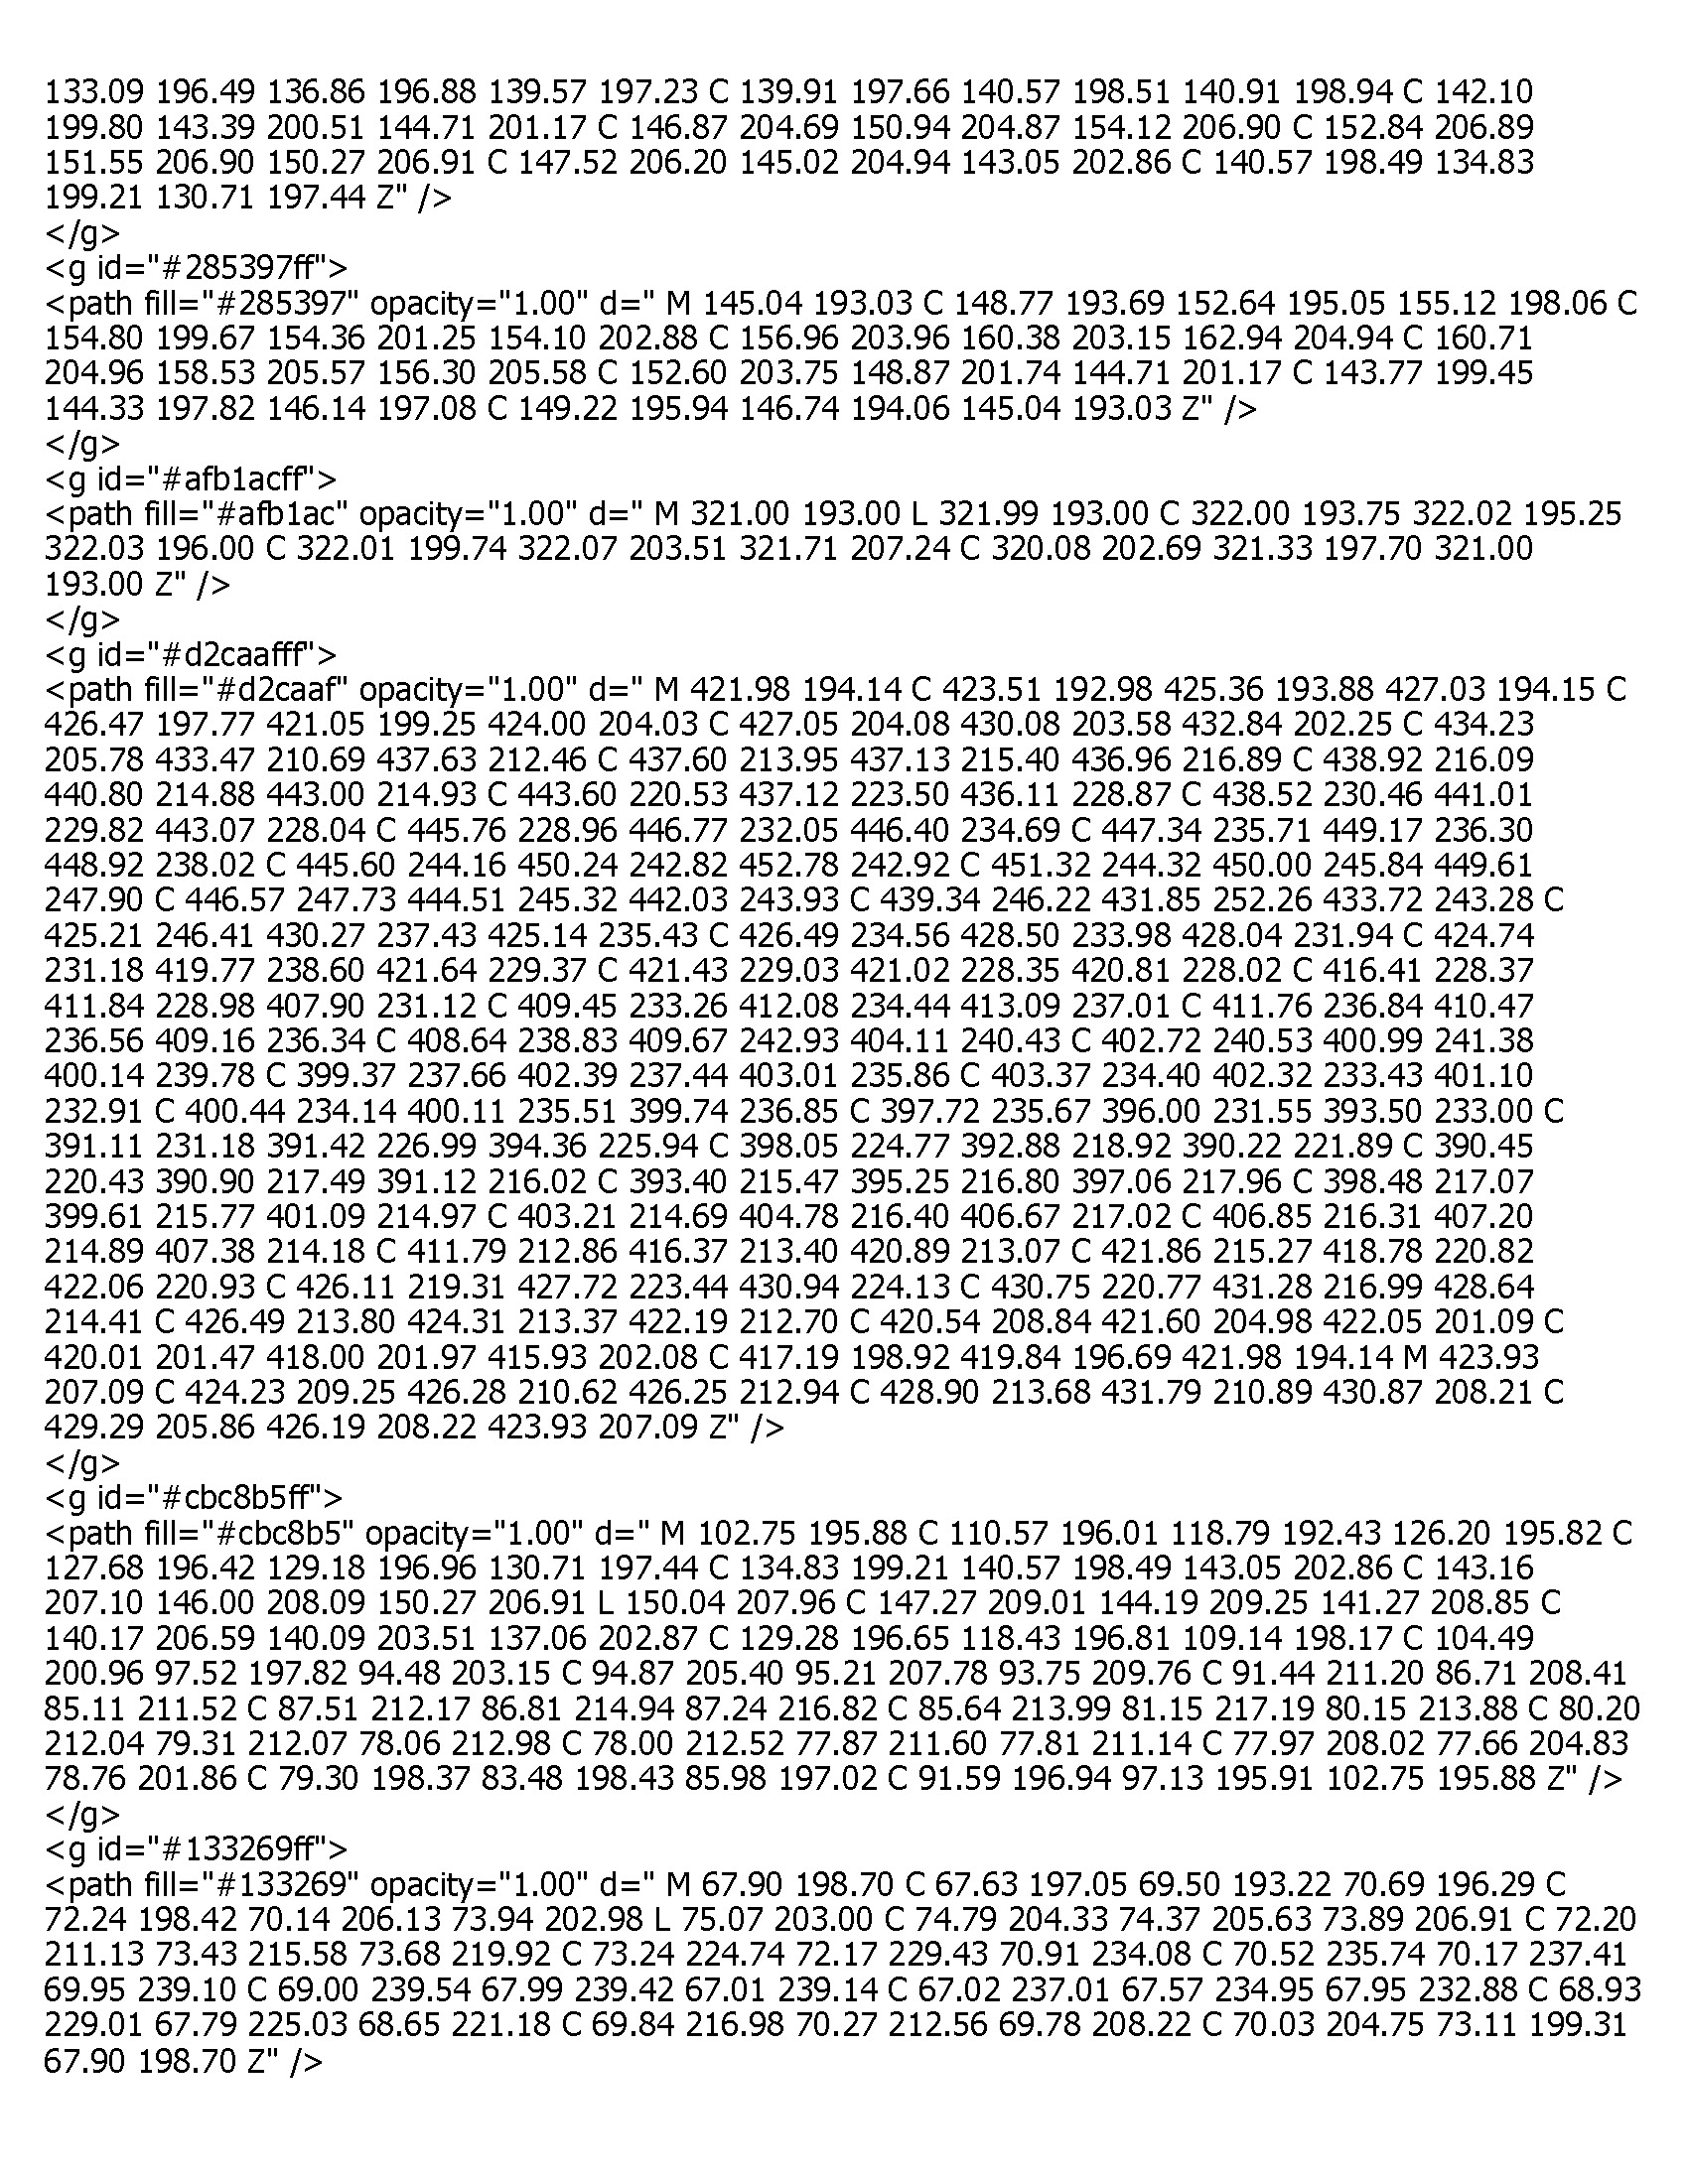 133.09 196.49 136.86 196.88 139.57 197.23 C 139.91 197.66 140.57 198.51 140.91 198.94 C 142.10
199.80 143.39 200.51 144.71 201.17 C 146.87 204.69 150.94 204.87 154.12 206.90 C 152.84 206.89
151.55 206.90 150.27 206.91 C 147.52 206.20 145.02 204.94 143.05 202.86 C 140.57 198.49 134.83
199.21 130.71 197.44 Z" />
</g>
<g id="#285397ff">
<path fill="#285397" opacity="1.00" d=" M 145.04 193.03 C 148.77 193.69 152.64 195.05 155.12 198.06 C
154.80 199.67 154.36 201.25 154.10 202.88 C 156.96 203.96 160.38 203.15 162.94 204.94 C 160.71
204.96 158.53 205.57 156.30 205.58 C 152.60 203.75 148.87 201.74 144.71 201.17 C 143.77 199.45
144.33 197.82 146.14 197.08 C 149.22 195.94 146.74 194.06 145.04 193.03 Z" />
</g>
<g id="#afb1acff">
<path fill="#afb1ac" opacity="1.00" d=" M 321.00 193.00 L 321.99 193.00 C 322.00 193.75 322.02 195.25
322.03 196.00 C 322.01 199.74 322.07 203.51 321.71 207.24 C 320.08 202.69 321.33 197.70 321.00
193.00 Z" />
</g>
<g id="#d2caafff">
<path fill="#d2caaf" opacity="1.00" d=" M 421.98 194.14 C 423.51 192.98 425.36 193.88 427.03 194.15 C
426.47 197.77 421.05 199.25 424.00 204.03 C 427.05 204.08 430.08 203.58 432.84 202.25 C 434.23
205.78 433.47 210.69 437.63 212.46 C 437.60 213.95 437.13 215.40 436.96 216.89 C 438.92 216.09
440.80 214.88 443.00 214.93 C 443.60 220.53 437.12 223.50 436.11 228.87 C 438.52 230.46 441.01
229.82 443.07 228.04 C 445.76 228.96 446.77 232.05 446.40 234.69 C 447.34 235.71 449.17 236.30
448.92 238.02 C 445.60 244.16 450.24 242.82 452.78 242.92 C 451.32 244.32 450.00 245.84 449.61
247.90 C 446.57 247.73 444.51 245.32 442.03 243.93 C 439.34 246.22 431.85 252.26 433.72 243.28 C
425.21 246.41 430.27 237.43 425.14 235.43 C 426.49 234.56 428.50 233.98 428.04 231.94 C 424.74
231.18 419.77 238.60 421.64 229.37 C 421.43 229.03 421.02 228.35 420.81 228.02 C 416.41 228.37
411.84 228.98 407.90 231.12 C 409.45 233.26 412.08 234.44 413.09 237.01 C 411.76 236.84 410.47
236.56 409.16 236.34 C 408.64 238.83 409.67 242.93 404.11 240.43 C 402.72 240.53 400.99 241.38
400.14 239.78 C 399.37 237.66 402.39 237.44 403.01 235.86 C 403.37 234.40 402.32 233.43 401.10
232.91 C 400.44 234.14 400.11 235.51 399.74 236.85 C 397.72 235.67 396.00 231.55 393.50 233.00 C
391.11 231.18 391.42 226.99 394.36 225.94 C 398.05 224.77 392.88 218.92 390.22 221.89 C 390.45
220.43 390.90 217.49 391.12 216.02 C 393.40 215.47 395.25 216.80 397.06 217.96 C 398.48 217.07
399.61 215.77 401.09 214.97 C 403.21 214.69 404.78 216.40 406.67 217.02 C 406.85 216.31 407.20
214.89 407.38 214.18 C 411.79 212.86 416.37 213.40 420.89 213.07 C 421.86 215.27 418.78 220.82
422.06 220.93 C 426.11 219.31 427.72 223.44 430.94 224.13 C 430.75 220.77 431.28 216.99 428.64
214.41 C 426.49 213.80 424.31 213.37 422.19 212.70 C 420.54 208.84 421.60 204.98 422.05 201.09 C
420.01 201.47 418.00 201.97 415.93 202.08 C 417.19 198.92 419.84 196.69 421.98 194.14 M 423.93
207.09 C 424.23 209.25 426.28 210.62 426.25 212.94 C 428.90 213.68 431.79 210.89 430.87 208.21 C
429.29 205.86 426.19 208.22 423.93 207.09 Z" />
</g>
<g id="#cbc8b5ff">
<path fill="#cbc8b5" opacity="1.00" d=" M 102.75 195.88 C 110.57 196.01 118.79 192.43 126.20 195.82 C
127.68 196.42 129.18 196.96 130.71 197.44 C 134.83 199.21 140.57 198.49 143.05 202.86 C 143.16
207.10 146.00 208.09 150.27 206.91 L 150.04 207.96 C 147.27 209.01 144.19 209.25 141.27 208.85 C
140.17 206.59 140.09 203.51 137.06 202.87 C 129.28 196.65 118.43 196.81 109.14 198.17 C 104.49
200.96 97.52 197.82 94.48 203.15 C 94.87 205.40 95.21 207.78 93.75 209.76 C 91.44 211.20 86.71 208.41
85.11 211.52 C 87.51 212.17 86.81 214.94 87.24 216.82 C 85.64 213.99 81.15 217.19 80.15 213.88 C 80.20
212.04 79.31 212.07 78.06 212.98 C 78.00 212.52 77.87 211.60 77.81 211.14 C 77.97 208.02 77.66 204.83
78.76 201.86 C 79.30 198.37 83.48 198.43 85.98 197.02 C 91.59 196.94 97.13 195.91 102.75 195.88 Z" />
</g>
<g id="#133269ff">
<path fill="#133269" opacity="1.00" d=" M 67.90 198.70 C 67.63 197.05 69.50 193.22 70.69 196.29 C
72.24 198.42 70.14 206.13 73.94 202.98 L 75.07 203.00 C 74.79 204.33 74.37 205.63 73.89 206.91 C 72.20
211.13 73.43 215.58 73.68 219.92 C 73.24 224.74 72.17 229.43 70.91 234.08 C 70.52 235.74 70.17 237.41
69.95 239.10 C 69.00 239.54 67.99 239.42 67.01 239.14 C 67.02 237.01 67.57 234.95 67.95 232.88 C 68.93
229.01 67.79 225.03 68.65 221.18 C 69.84 216.98 70.27 212.56 69.78 208.22 C 70.03 204.75 73.11 199.31
67.90 198.70 Z" />